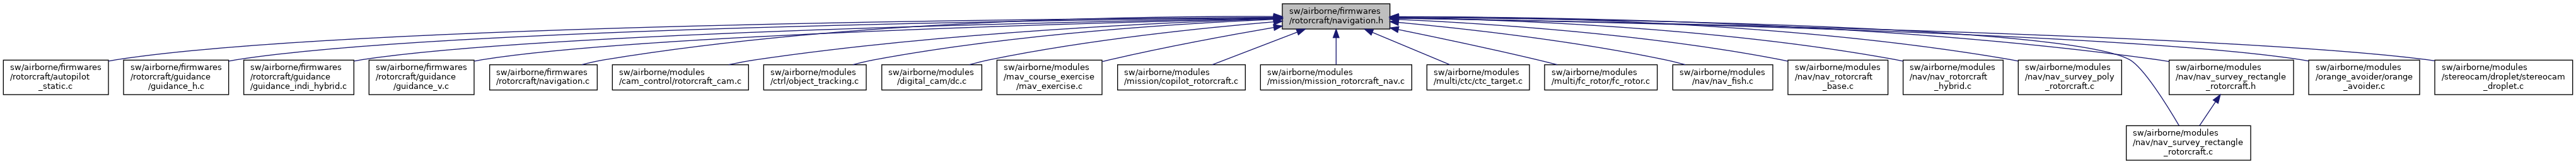 sw/airborne/firmwares
/rotorcraft/navigation.h
sw/airborne/firmwares
/rotorcraft/autopilot
_static.c
sw/airborne/firmwares
/rotorcraft/guidance
/guidance_h.c
sw/airborne/firmwares
/rotorcraft/guidance
/guidance_indi_hybrid.c
sw/airborne/firmwares
/rotorcraft/guidance
/guidance_v.c
sw/airborne/firmwares
/rotorcraft/navigation.c
sw/airborne/modules
/cam_control/rotorcraft_cam.c
sw/airborne/modules
/ctrl/object_tracking.c
sw/airborne/modules
/digital_cam/dc.c
sw/airborne/modules
/mav_course_exercise
/mav_exercise.c
sw/airborne/modules
/mission/copilot_rotorcraft.c
sw/airborne/modules
/mission/mission_rotorcraft_nav.c
sw/airborne/modules
/multi/ctc/ctc_target.c
sw/airborne/modules
/multi/fc_rotor/fc_rotor.c
sw/airborne/modules
/nav/nav_fish.c
sw/airborne/modules
/nav/nav_rotorcraft
_base.c
sw/airborne/modules
/nav/nav_rotorcraft
_hybrid.c
sw/airborne/modules
/nav/nav_survey_poly
_rotorcraft.c
sw/airborne/modules
/nav/nav_survey_rectangle
_rotorcraft.h
sw/airborne/modules
/orange_avoider/orange
_avoider.c
sw/airborne/modules
/stereocam/droplet/stereocam
_droplet.c
sw/airborne/modules
/nav/nav_survey_rectangle
_rotorcraft.c